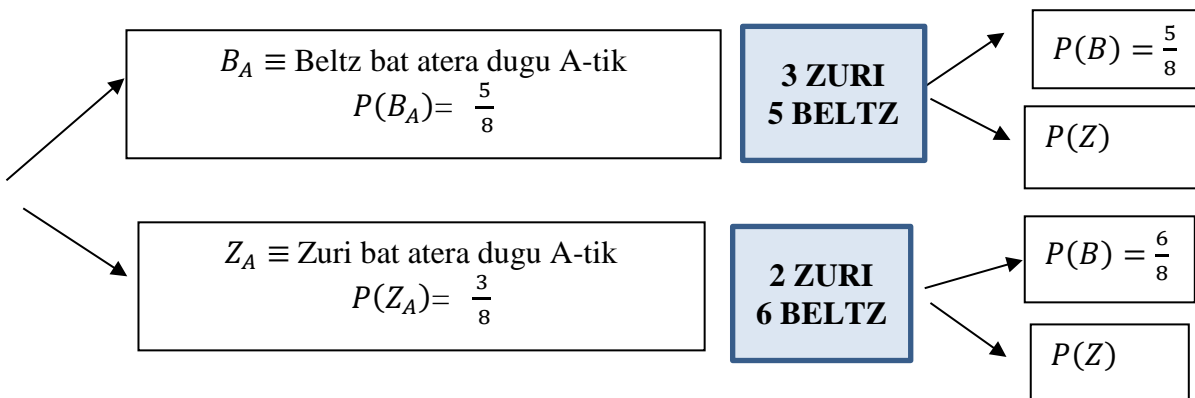 B_A ≡ Beltz bat atera dugu A-tik
P(B_A)= 5/8
3 ZURI
5 BELTZ
P(B) = 5/8
P(Z)
Z_A ≡ Zuri bat atera dugu A-tik
P(Z_A)= 3/8
2 ZURI
6 BELTZ
P(B) = 6/8
P(Z)